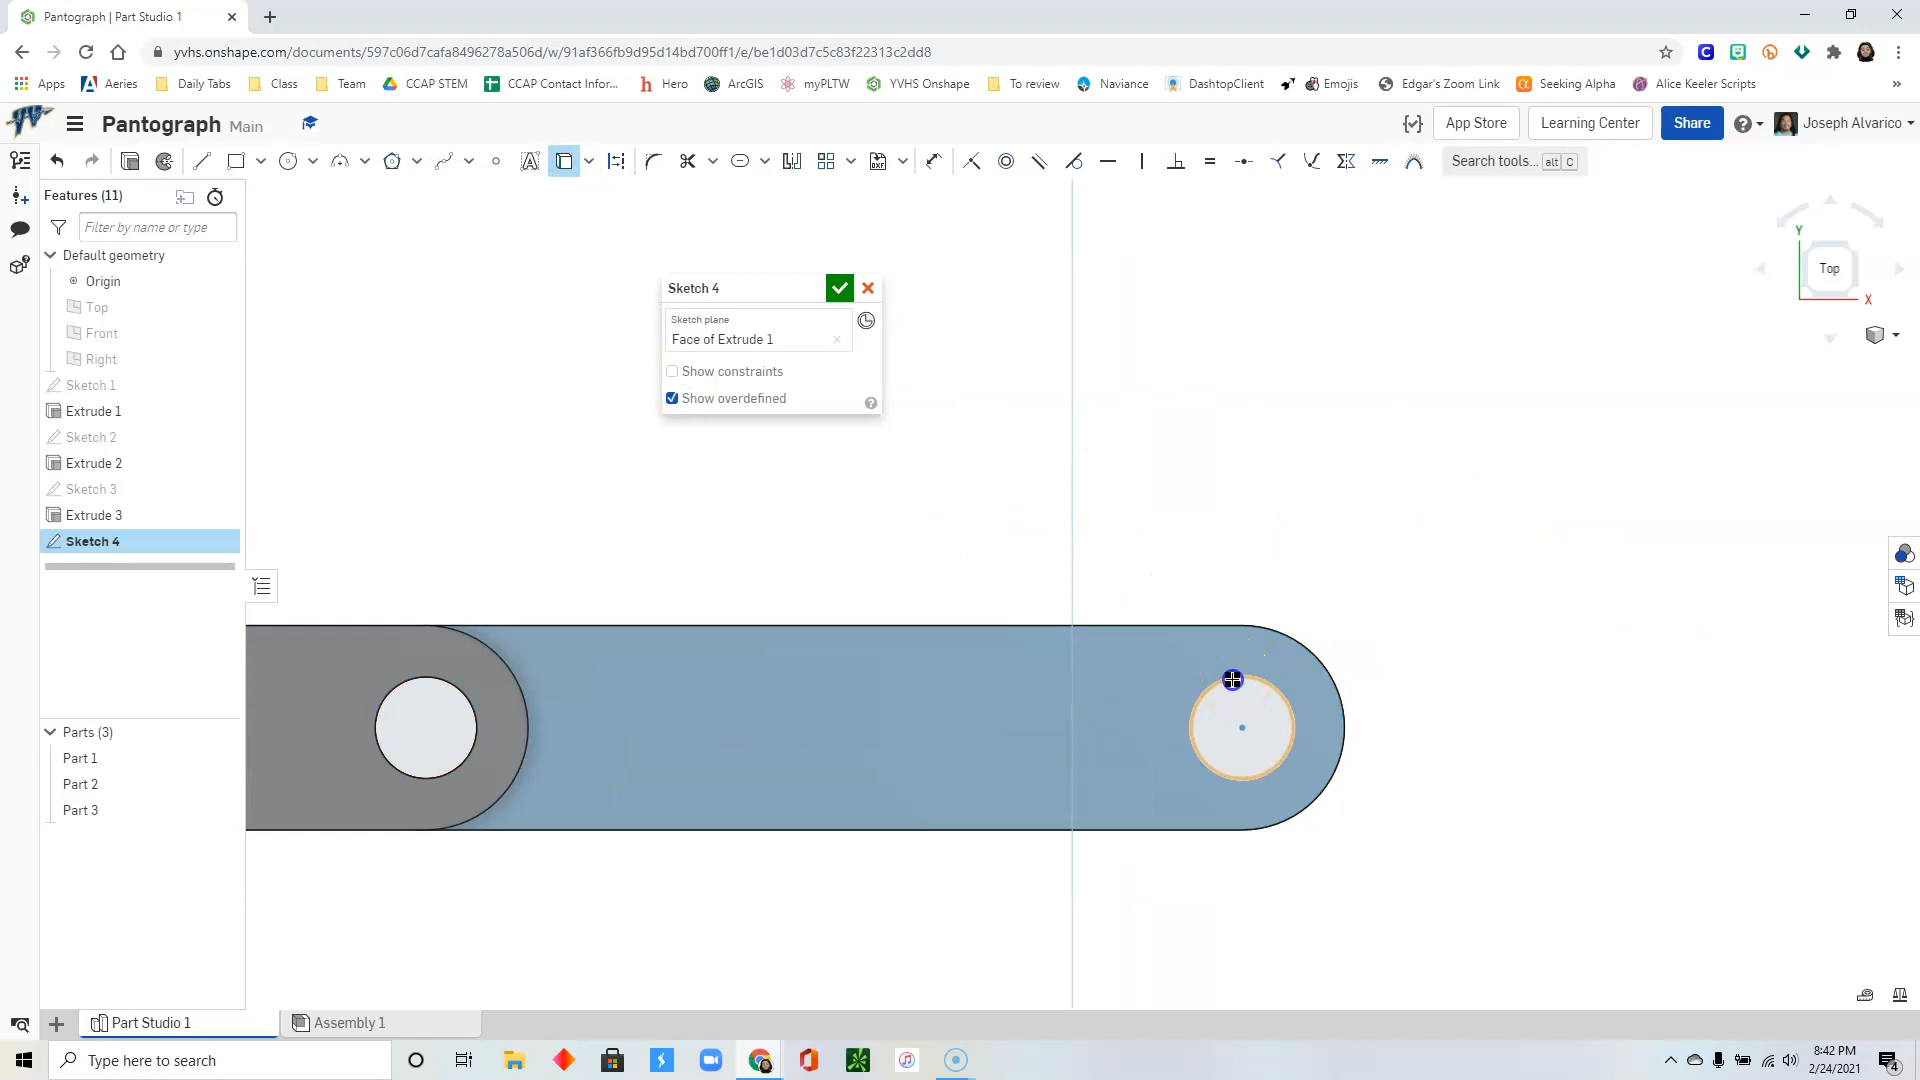 Pantograph | Part Studio 1
yvhs.onshape.com/documents/597c06d7cafa8496278a506d/w/91af366fb9d95d14bd700ff1/e/be1d03d7c5c83f22313c2dd8
Apps Aeries Daily Tabs Class Team CCAP STEM CCAP Contact Infor... Hero ArcGIS myPLTW YVHS Onshape To review Naviance DashtopClient Emojis Edgar's Zoom Link Seeking Alpha Alice Keeler Scripts »
Pantograph Main App Store Learning Center Share Joseph Alvarico
Search tools... alt C
Features (11)
Filter by name or type
Default geometry
Origin
Top
Front
Right
Sketch 1
Extrude 1
Sketch 2
Extrude 2
Sketch 3
Extrude 3
Sketch 4
Parts (3)
Part 1
Part 2
Part 3
Sketch 4
Sketch plane
Face of Extrude 1
Show constraints
Show overdefined
Y
Top
X
Part Studio 1 Assembly 1
Type here to search
8:42 PM
2/24/2021
4